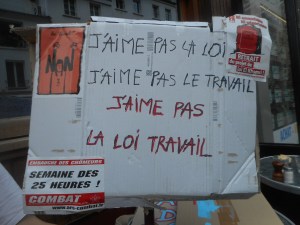 NON
RETRAIT
J'AIME PAS LA LOI
J'AIME PAS LE TRAVAIL
J'AIME PAS
LA LOI TRAVAIL
SEMAINE DES
25 HEURES !
COMBAT